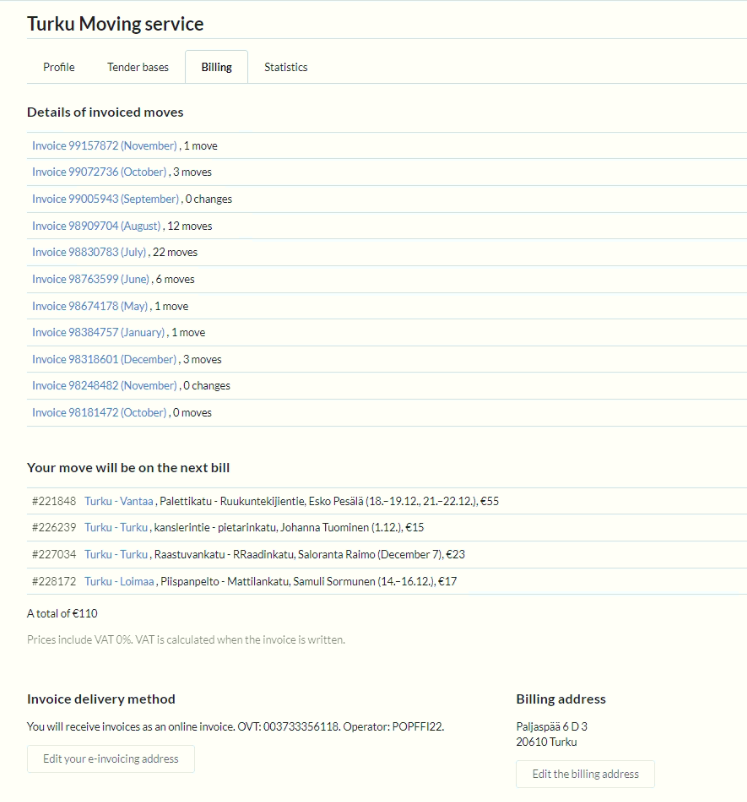 Turku Moving service
Profile Tender bases Billing Statistics
Details of invoiced moves
Invoice 99157872 (November) , 1 move
Invoice 99072736 (October) , 3 moves
Invoice 99005943 (September) , 0 changes
Invoice 98909704 (August) , 12 moves
Invoice 98830783 (July) , 22 moves
Invoice 98763599 (June) , 6 moves
Invoice 98674178 (May) , 1 move
Invoice 98384757 (January) , 1 move
Invoice 98318601 (December) , 3 moves
Invoice 98248482 (November) , 0 changes
Invoice 98181472 (October) , 0 moves
Your move will be on the next bill
#221848 Turku - Vantaa , Palettikatu - Ruukuntekijientie, Esko Pesälä (18.–19.12., 21.–22.12.), €55
#226239 Turku - Turku , kanslerintie - pietarinkatu, Johanna Tuominen (1.12.), €15
#227034 Turku - Turku , Raastuvankatu - RRaadinkatu, Saloranta Raimo (December 7), €23
#228172 Turku - Loimaa , Piispanpelto - Mattilankatu, Samuli Sormunen (14.–16.12.), €17
A total of €110
Prices include VAT 0%. VAT is calculated when the invoice is written.
Invoice delivery method
You will receive invoices as an online invoice. OVT: 003733356118. Operator: POPFFI22.
Edit your e-invoicing address
Billing address
Paljaspää 6 D 3
20610 Turku
Edit the billing address